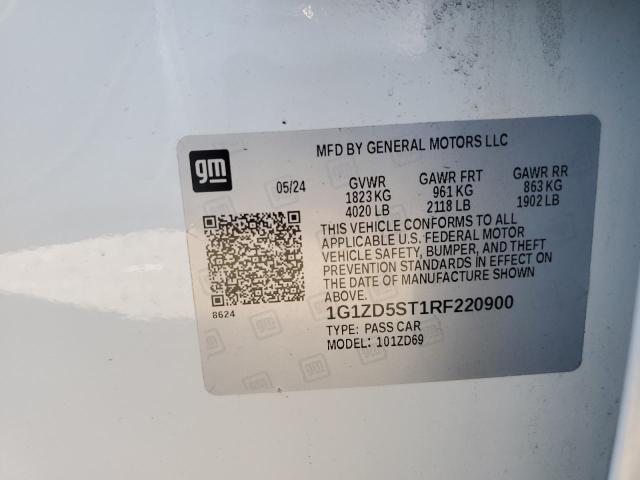 gm
MFD BY GENERAL MOTORS LLC
05/24 GVWR GAWR FRT GAWR RR
1823 KG 961 KG 863 KG
4020 LB 2118 LB 1902 LB
THIS VEHICLE CONFORMS TO ALL
APPLICABLE U.S. FEDERAL MOTOR
VEHICLE SAFETY, BUMPER, AND THEFT
PREVENTION STANDARDS IN EFFECT ON
THE DATE OF MANUFACTURE SHOWN
ABOVE.
8624
1G1ZD5ST1RF220900
TYPE: PASS CAR
MODEL: 101ZD69